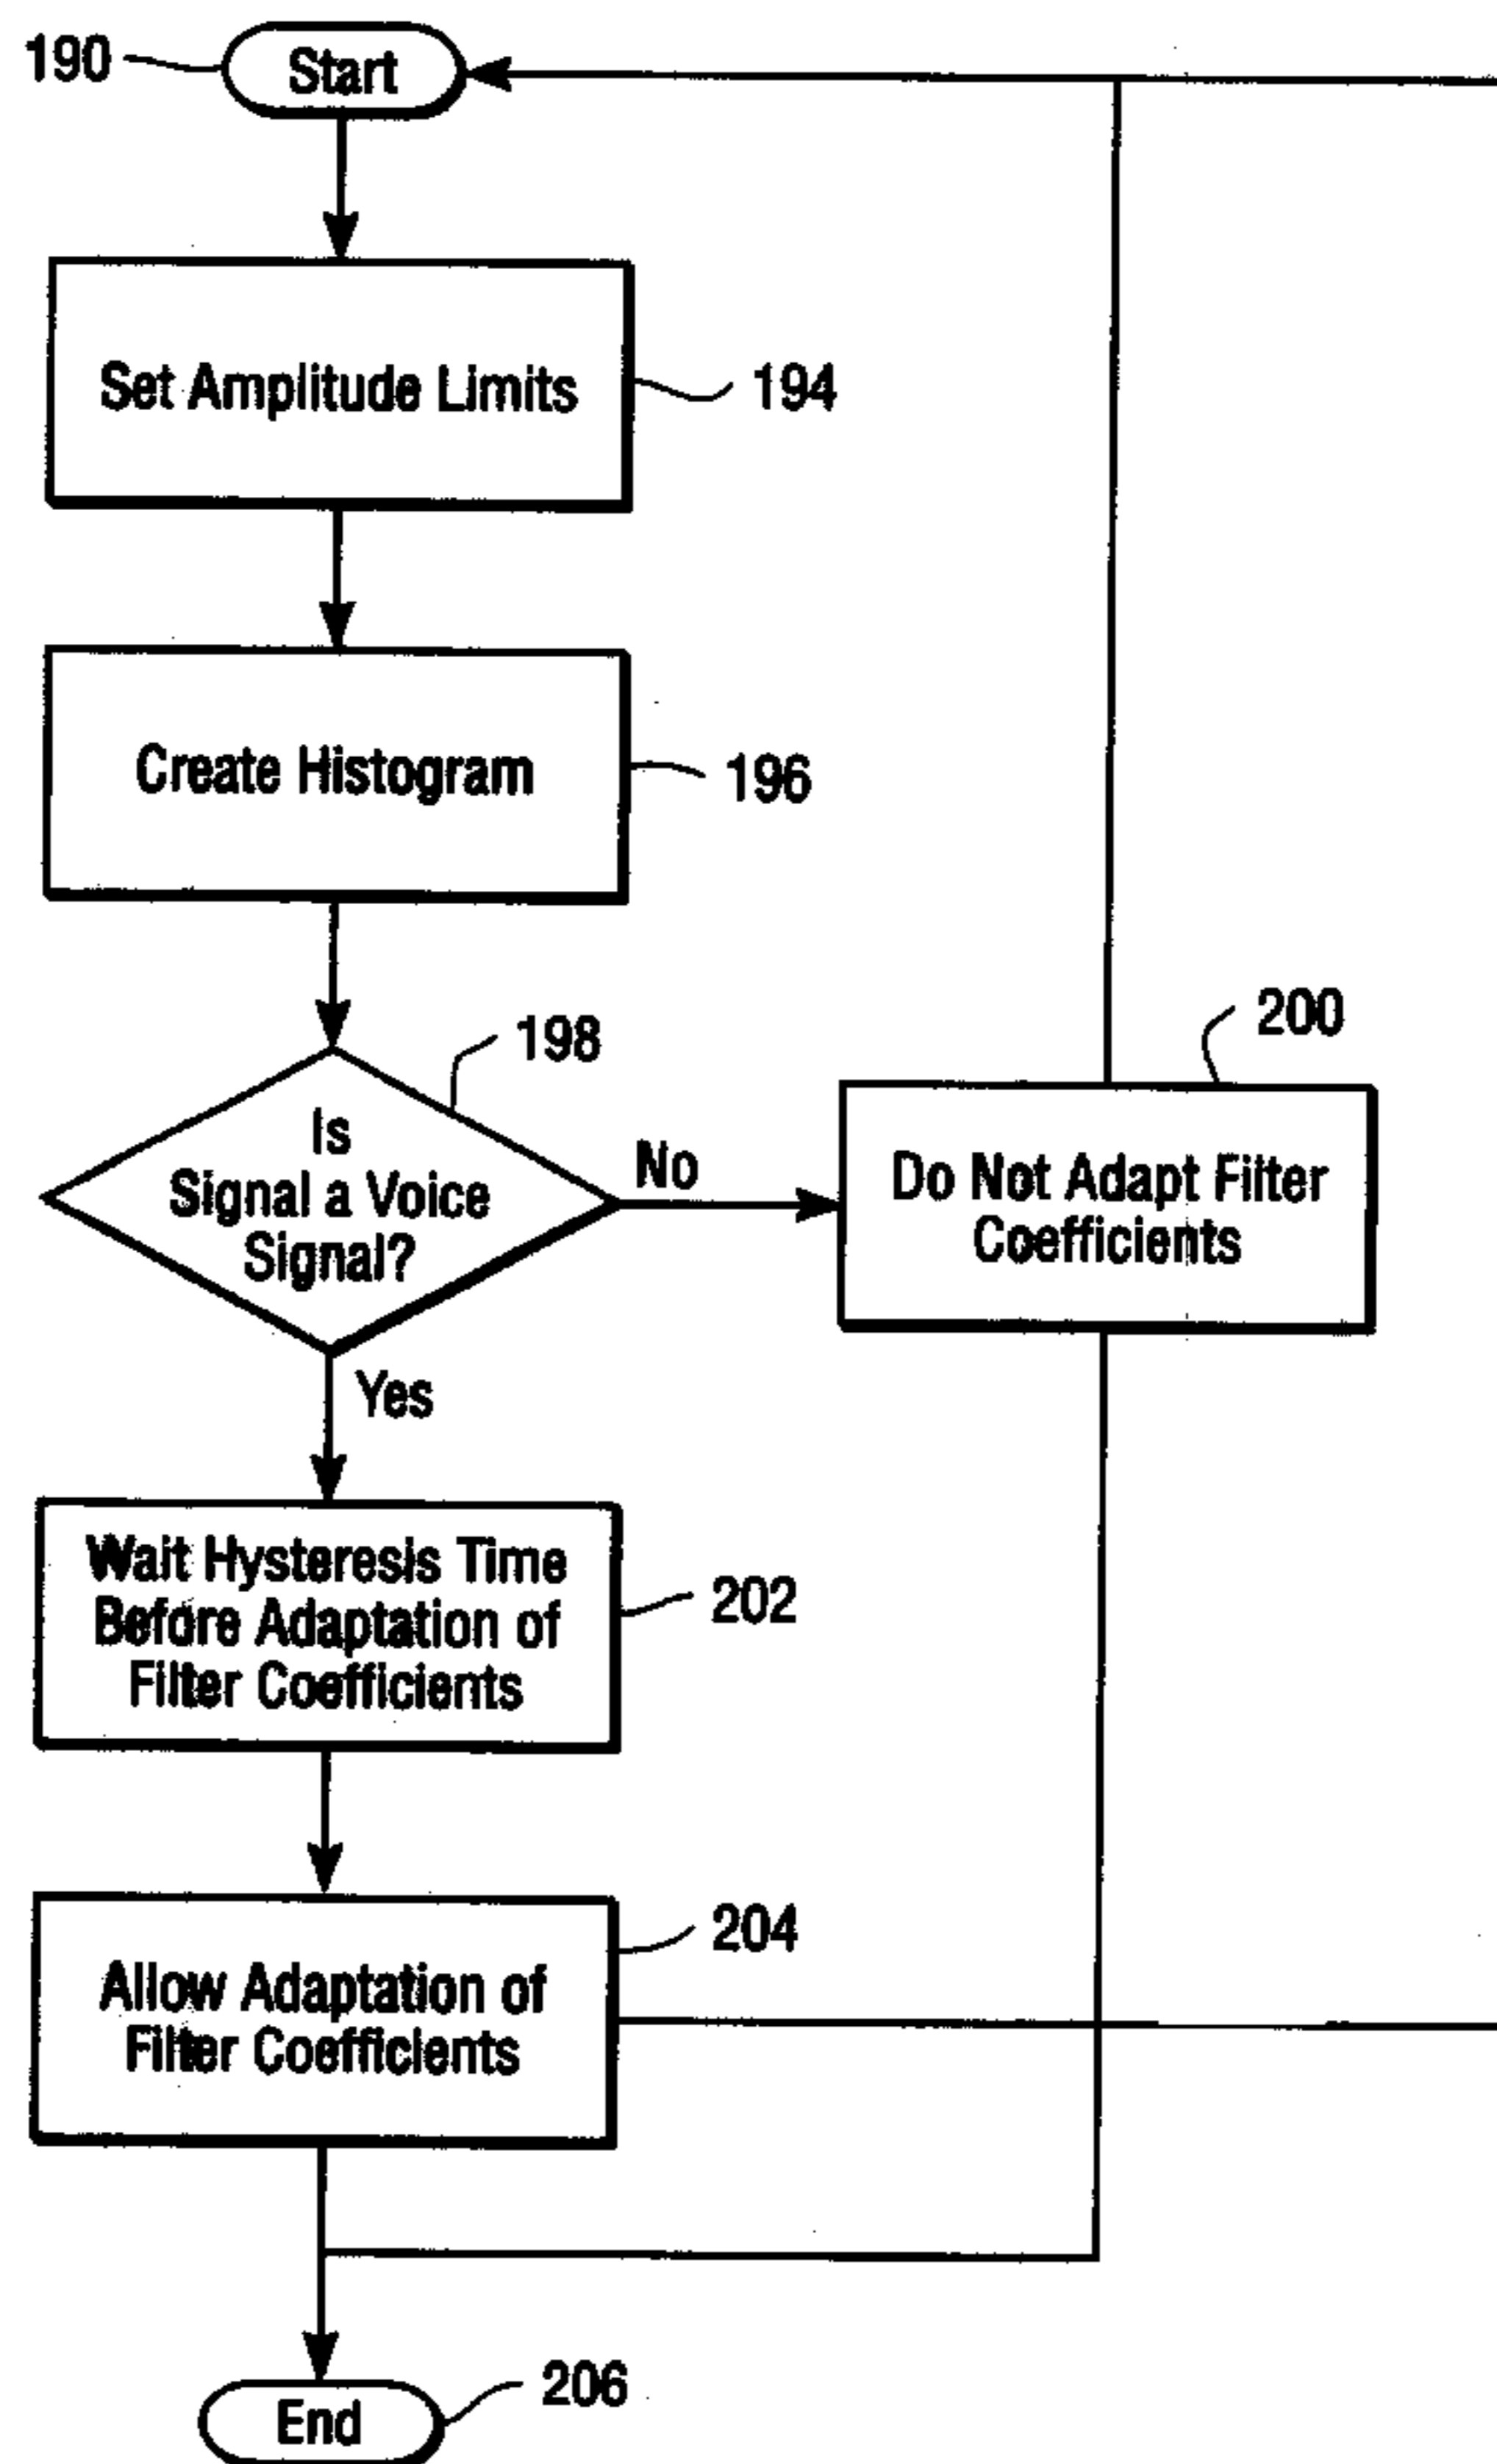 190
Start
Set Amplitude Limits
194
Create Histogram
196
198
Is
Signal a Voice
Signal?
No
200
Do Not Adapt Filter
Coefficients
Yes
Wait Hysteresis Time
Before Adaptation of
Filter Coefficients
202
204
Allow Adaptation of
Filter Coefficients
206
End